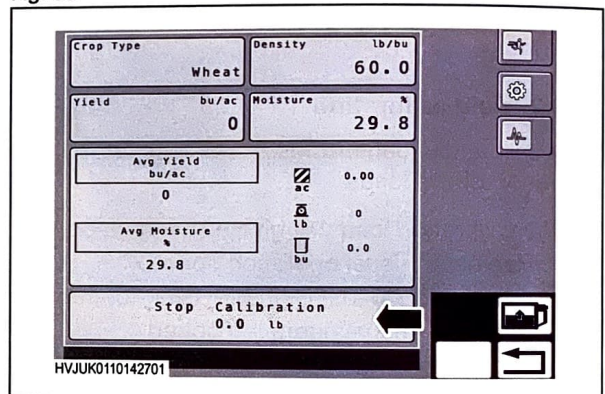 Crop Type
Wheat
Density lb/bu
60.0
Yield bu/ac
0
Moisture %
29.8
Avg Yield
bu/ac
0
Avg Moisture
%
29.8
ac 0.00
lb 0
bu 0.0
Stop Calibration
0.0 lb
HVJUK0110142701